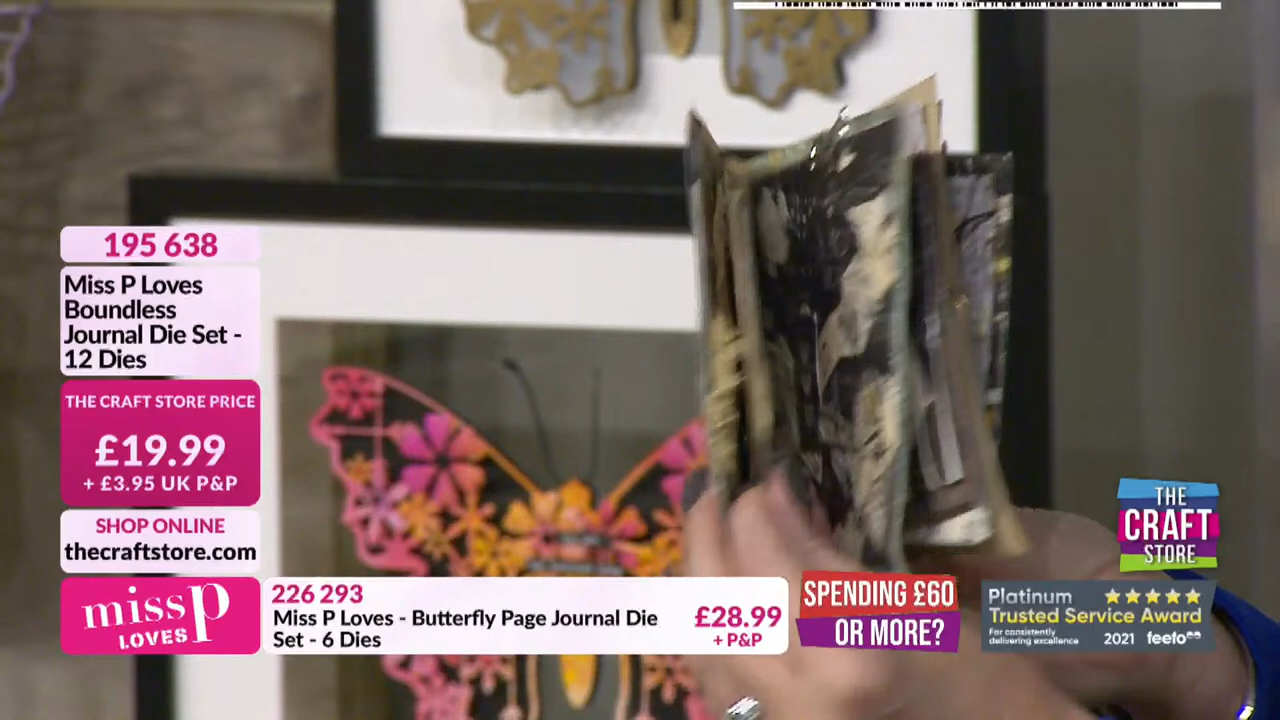 195 638
Miss P Loves
Boundless
Journal Die Set -
12 Dies
THE CRAFT STORE PRICE
£19.99
+ £3.95 UK P&P
SHOP ONLINE
thecraftstore.com
miss p
LOVES
226 293
Miss P Loves - Butterfly Page Journal Die
Set - 6 Dies
£28.99
+ P&P
SPENDING £60
OR MORE?
THE
CRAFT
STORE
Platinum
Trusted Service Award
For consistently
delivering excellence
2021 feefo